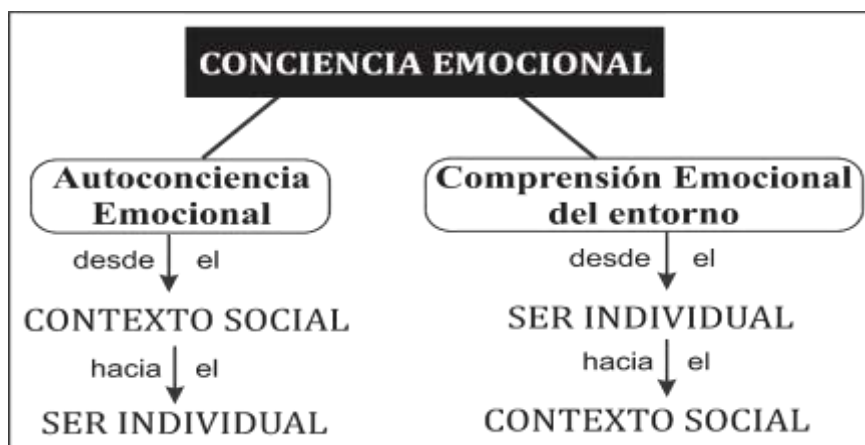 CONCIENCIA EMOCIONAL
Autoconciencia
Emocional
desde el
CONTEXTO SOCIAL
hacia el
SER INDIVIDUAL
Comprensión Emocional
del entorno
desde el
SER INDIVIDUAL
hacia el
CONTEXTO SOCIAL